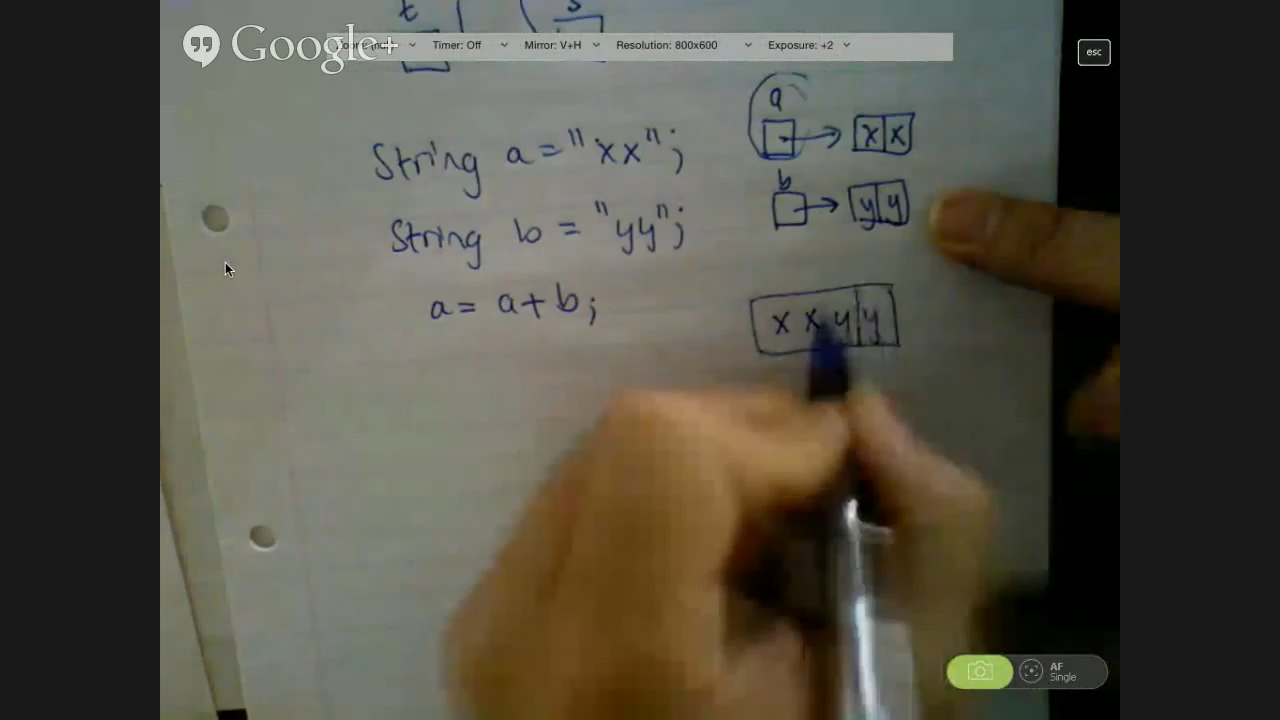 t s
Google+
Timer: Off Mirror: V+H Resolution: 800x600 Exposure: +2
esc
String a = "xx"; a x x
String b = "yy"; b y y
a = a + b; x x y y
AF
Single